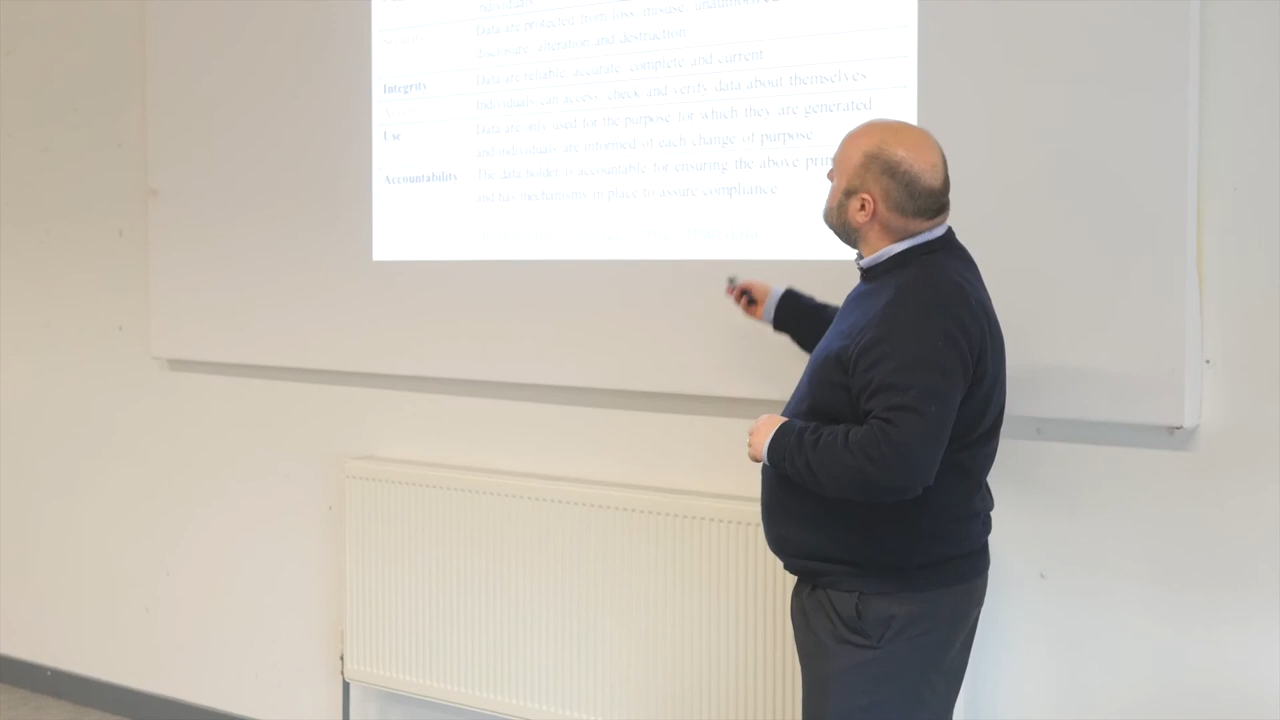 individuals
Security Data are protected from loss, misuse, unauthorized
disclosure, alteration and destruction
Integrity Data are reliable, accurate, complete and current
Access Individuals can access, check and verify data about themselves
Use Data are only used for the purpose for which they are generated
and individuals are informed of each change of purpose
Accountability The data holder is accountable for ensuring the above
and has mechanisms in place to assure compliance